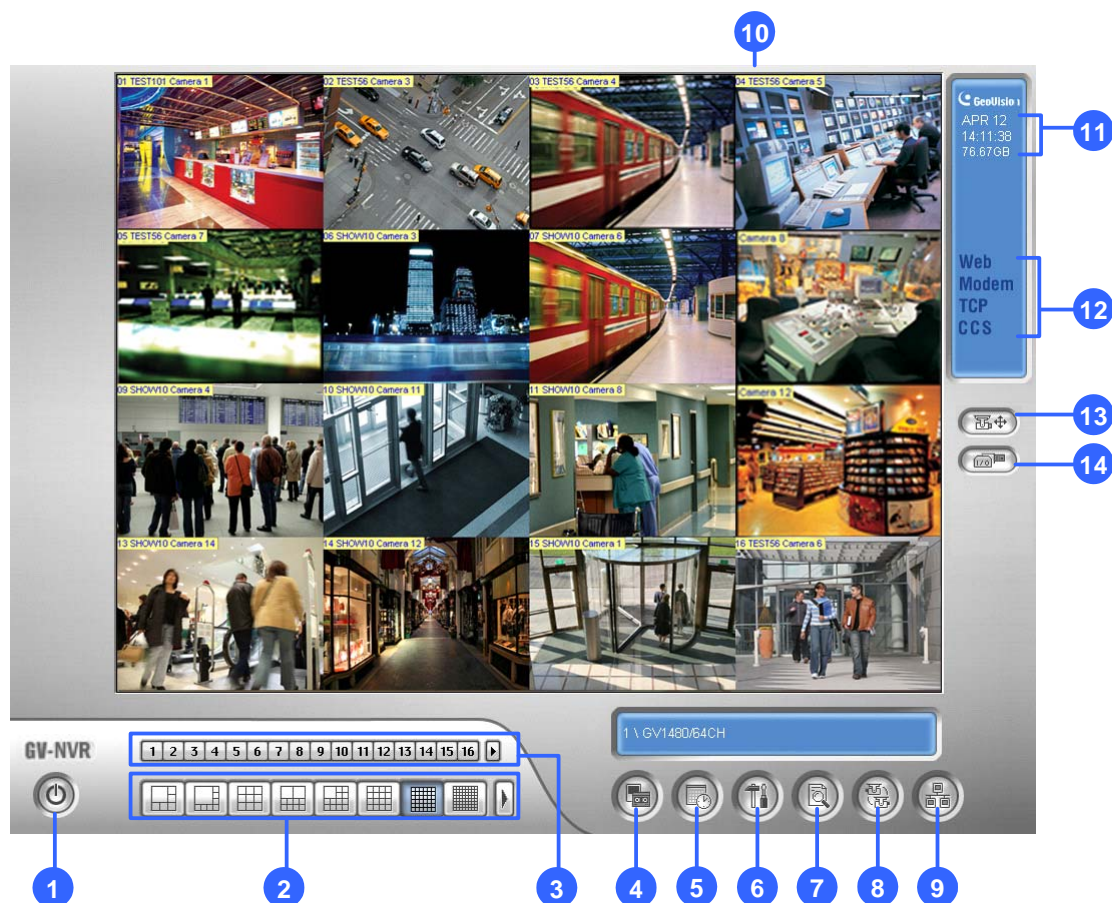 10
01 TEST101 Camera 1
02 TEST56 Camera 3
03 TEST56 Camera 4
04 TEST56 Camera 5
GeoVision
APR 12
14:11:38
76.67GB
11
05 TEST56 Camera 7
06 SHOW10 Camera 3
07 SHOW10 Camera 6
Camera 8
Web
Modem
TCP
CCS
12
09 SHOW10 Camera 4
10 SHOW10 Camera 11
11 SHOW10 Camera 8
Camera 12
13
I/O
14
13 SHOW10 Camera 14
14 SHOW10 Camera 12
15 SHOW10 Camera 1
16 TEST56 Camera 6
GV-NVR
1 2 3 4 5 6 7 8 9 10 11 12 13 14 15 16
1 \ GV1480/64CH
1
2
3
4
5
6
7
8
9